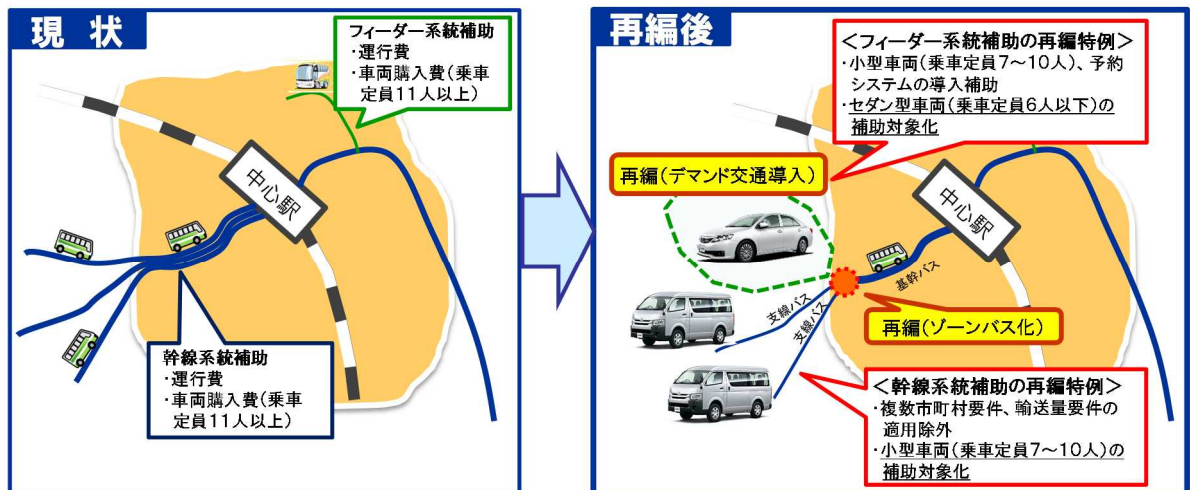 現 状
フィーダー系統補助
・運行費
・車両購入費(乗車
定員11人以上)
中心駅
幹線系統補助
・運行費
・車両購入費(乗車
定員11人以上)
再編後
<フィーダー系統補助の再編特例>
・小型車両(乗車定員7～10人)、予約
システムの導入補助
・セダン型車両(乗車定員6人以下)の
補助対象化
再編(デマンド交通導入)
中心駅
基幹バス
支線バス
支線バス
再編(ゾーンバス化)
<幹線系統補助の再編特例>
・複数市町村要件、輸送量要件の
適用除外
・小型車両(乗車定員7～10人)の
補助対象化